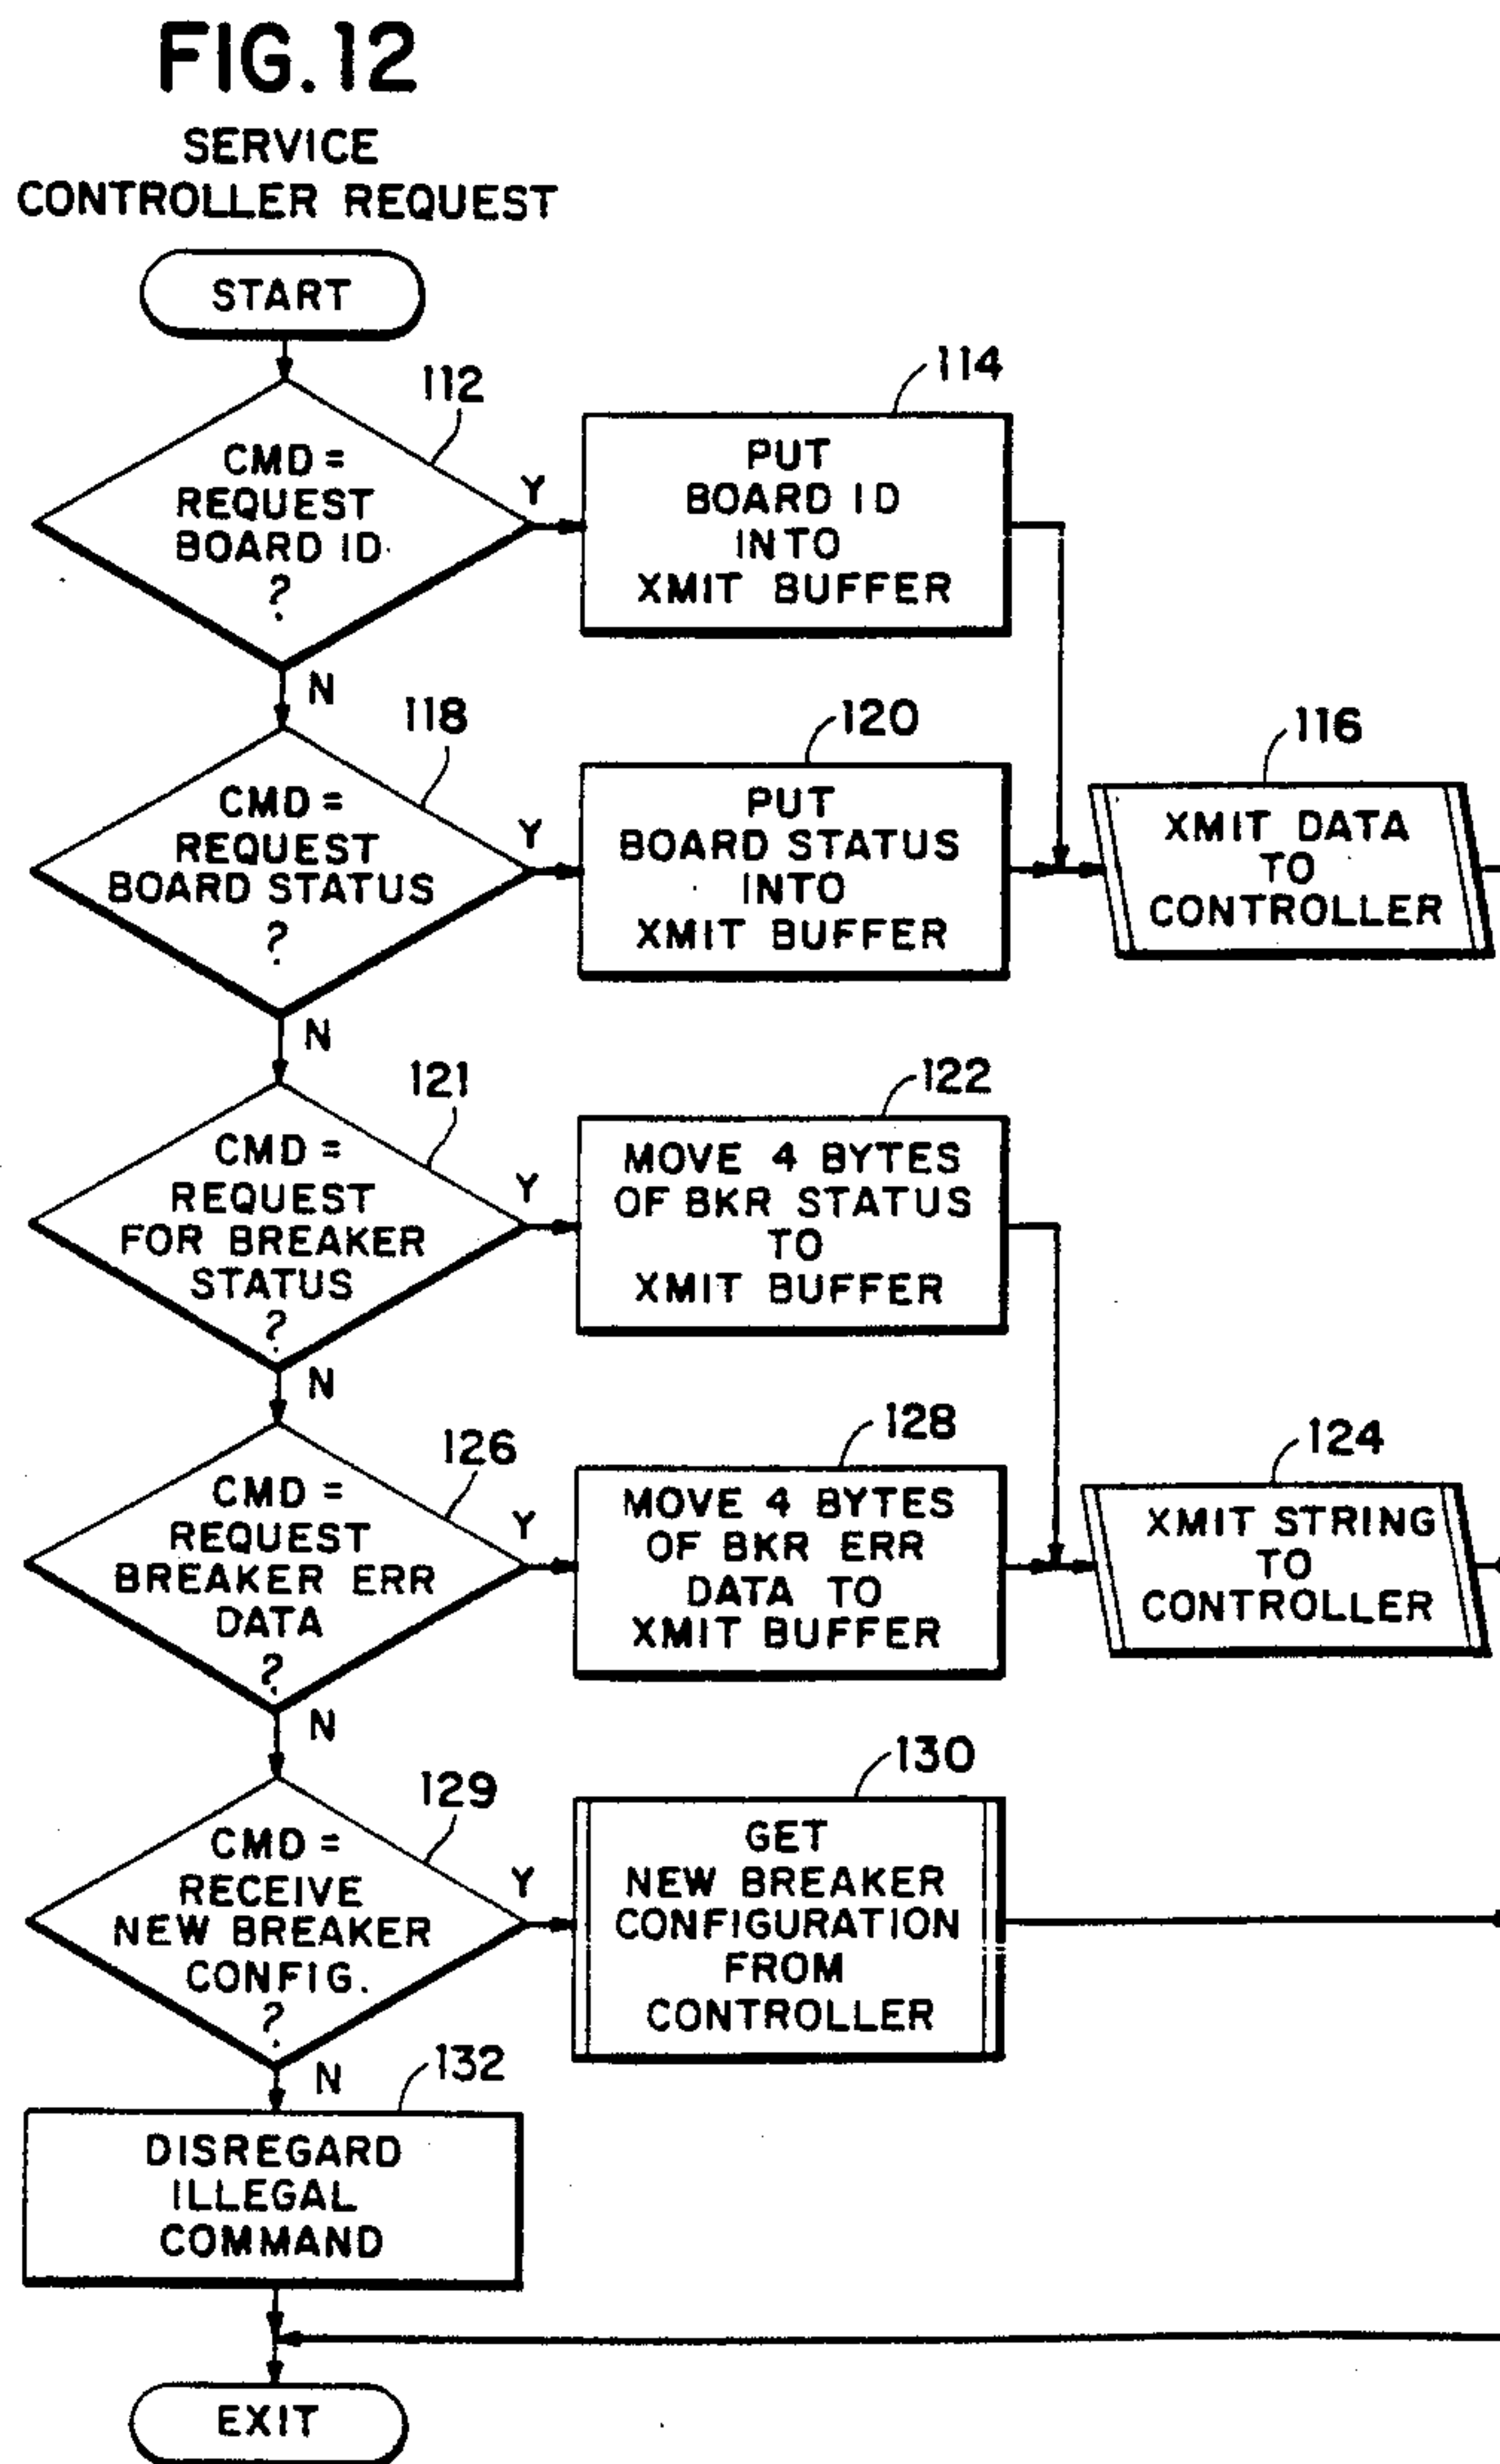 FIG.12
SERVICE
CONTROLLER REQUEST
START
112
CMD =
REQUEST
BOARD ID
?
Y
N
114
PUT
BOARD ID
INTO
XMIT BUFFER
118
CMD =
REQUEST
BOARD STATUS
?
Y
N
120
PUT
BOARD STATUS
INTO
XMIT BUFFER
116
XMIT DATA
TO
CONTROLLER
121
CMD =
REQUEST
FOR BREAKER
STATUS
?
Y
N
122
MOVE 4 BYTES
OF BKR STATUS
TO
XMIT BUFFER
126
CMD =
REQUEST
BREAKER ERR
DATA
?
Y
N
128
MOVE 4 BYTES
OF BKR ERR
DATA TO
XMIT BUFFER
124
XMIT STRING
TO
CONTROLLER
129
CMD =
RECEIVE
NEW BREAKER
CONFIG.
?
Y
N
130
GET
NEW BREAKER
CONFIGURATION
FROM
CONTROLLER
132
DISREGARD
ILLEGAL
COMMAND
EXIT